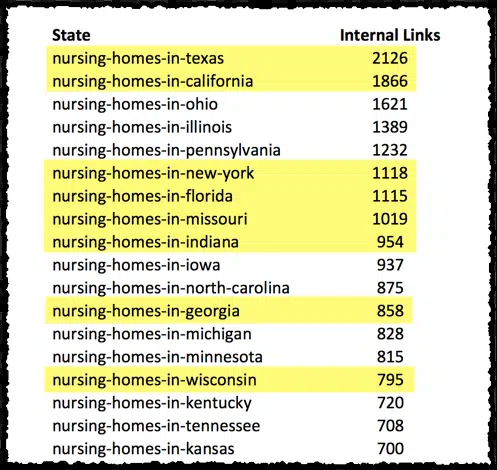 State Internal Links
nursing-homes-in-texas 2126
nursing-homes-in-california 1866
nursing-homes-in-ohio 1621
nursing-homes-in-illinois 1389
nursing-homes-in-pennsylvania 1232
nursing-homes-in-new-york 1118
nursing-homes-in-florida 1115
nursing-homes-in-missouri 1019
nursing-homes-in-indiana 954
nursing-homes-in-iowa 937
nursing-homes-in-north-carolina 875
nursing-homes-in-georgia 858
nursing-homes-in-michigan 828
nursing-homes-in-minnesota 815
nursing-homes-in-wisconsin 795
nursing-homes-in-kentucky 720
nursing-homes-in-tennessee 708
nursing-homes-in-kansas 700